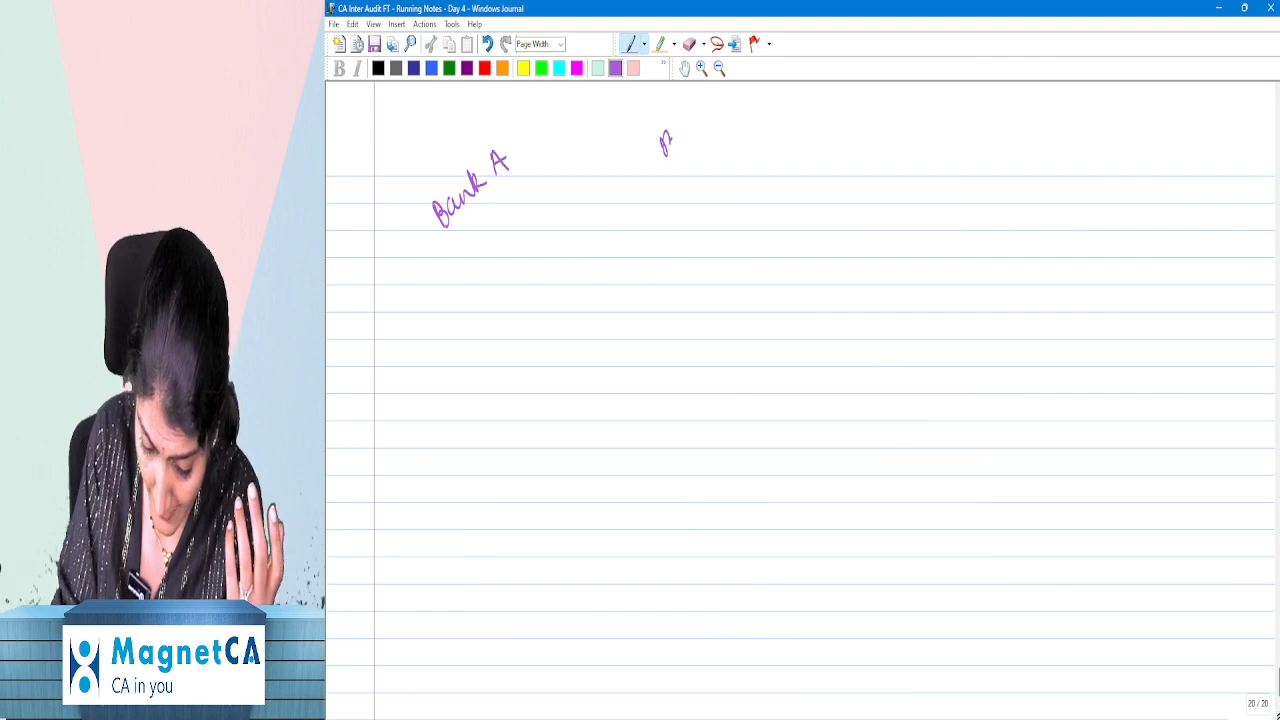 CA Inter Audit FT - Running Notes - Day 4 - Windows Journal
File Edit View Insert Actions Tools Help
Page Width
B I
Bank A
MagnetCA
CA in you
20 / 20